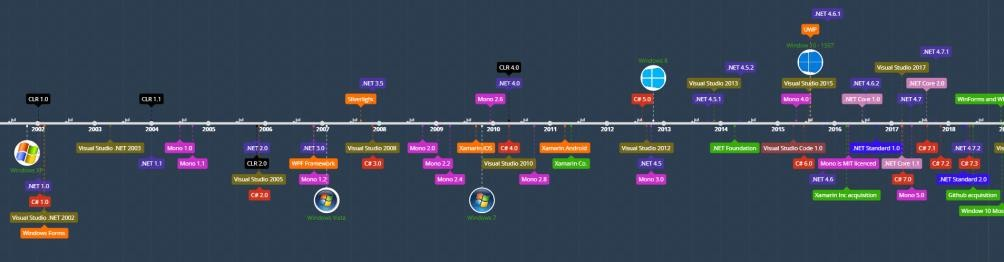 .NET 4.6.1
UWP
Window 10 - 1507
.NET 4.7.1
Windows 8
CLR 4.0
.NET 4.5.2
Visual Studio 2017
.NET 3.5
.NET 4.0
Visual Studio 2013
Visual Studio 2015
.NET 4.6.2
.NET Core 2.0
CLR 1.0
CLR 1.1
Silverlight
Mono 2.6
C# 5.0
.NET 4.5.1
Mono 4.0
.NET Core 1.0
.NET 4.7
WinForms and
2002
2003
2004
2005
2006
2007
2008
2009
2010
2011
2012
2013
2014
2015
2016
2017
2018
Visual Studio .NET 2003
Mono 1.0
.NET 2.0
.NET 3.0
Visual Studio 2008
Mono 2.0
Xamarin.iOS
C# 4.0
Xamarin Android
Visual Studio 2012
.NET Foundation
Visual Studio Code 1.0
.NET Standard 1.0
C# 7.1
Windows XP
.NET 1.1
Mono 1.1
CLR 2.0
WPF Framework
C# 3.0
Mono 2.2
Visual Studio 2010
Xamarin Co.
.NET 4.5
C# 6.0
Mono is MIT licenced
.NET Core 1.1
C# 7.2
C# 7.3
.NET 1.0
Visual Studio 2005
Mono 1.2
Mono 2.4
Mono 2.8
Mono 3.0
.NET 4.6
C# 7.0
.NET Standard 2.0
C# 1.0
C# 2.0
Xamarin Inc acquisition
Mono 5.0
Github acquisition
Visual Studio .NET 2002
Windows Vista
Windows 7
Window 10
Windows Forms
.NET 4.7.2